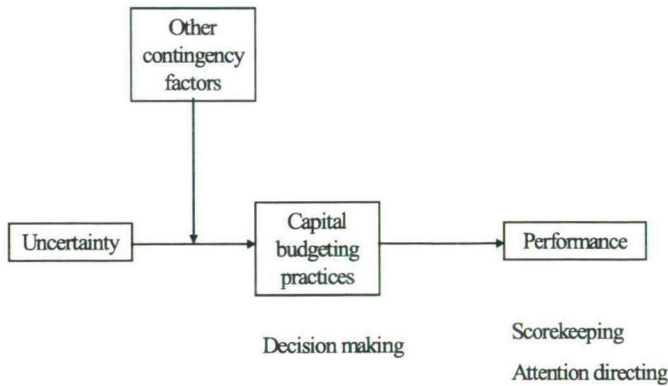 Other
contingency
factors
Uncertainty
Capital
budgeting
practices
Performance
Decision making
Scorekeeping
Attention directing